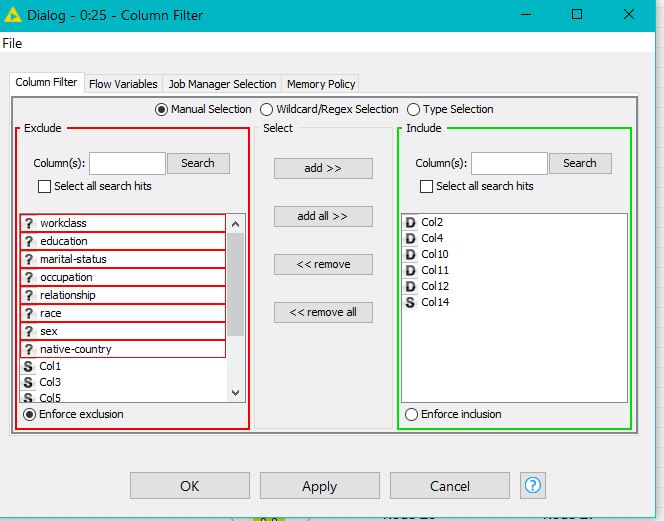 Dialog - 0:25 - Column Filter
File
Column Filter Flow Variables Job Manager Selection Memory Policy
Manual Selection Wildcard/Regex Selection Type Selection
Exclude
Column(s): Search
Select all search hits
? workclass
? education
? marital-status
? occupation
? relationship
? race
? sex
? native-country
S Col1
S Col3
S Col5
Enforce exclusion
Select
add >>
add all >>
<< remove
<< remove all
Include
Column(s): Search
Select all search hits
D Col2
D Col4
D Col10
D Col11
D Col12
S Col14
Enforce inclusion
OK Apply Cancel ?